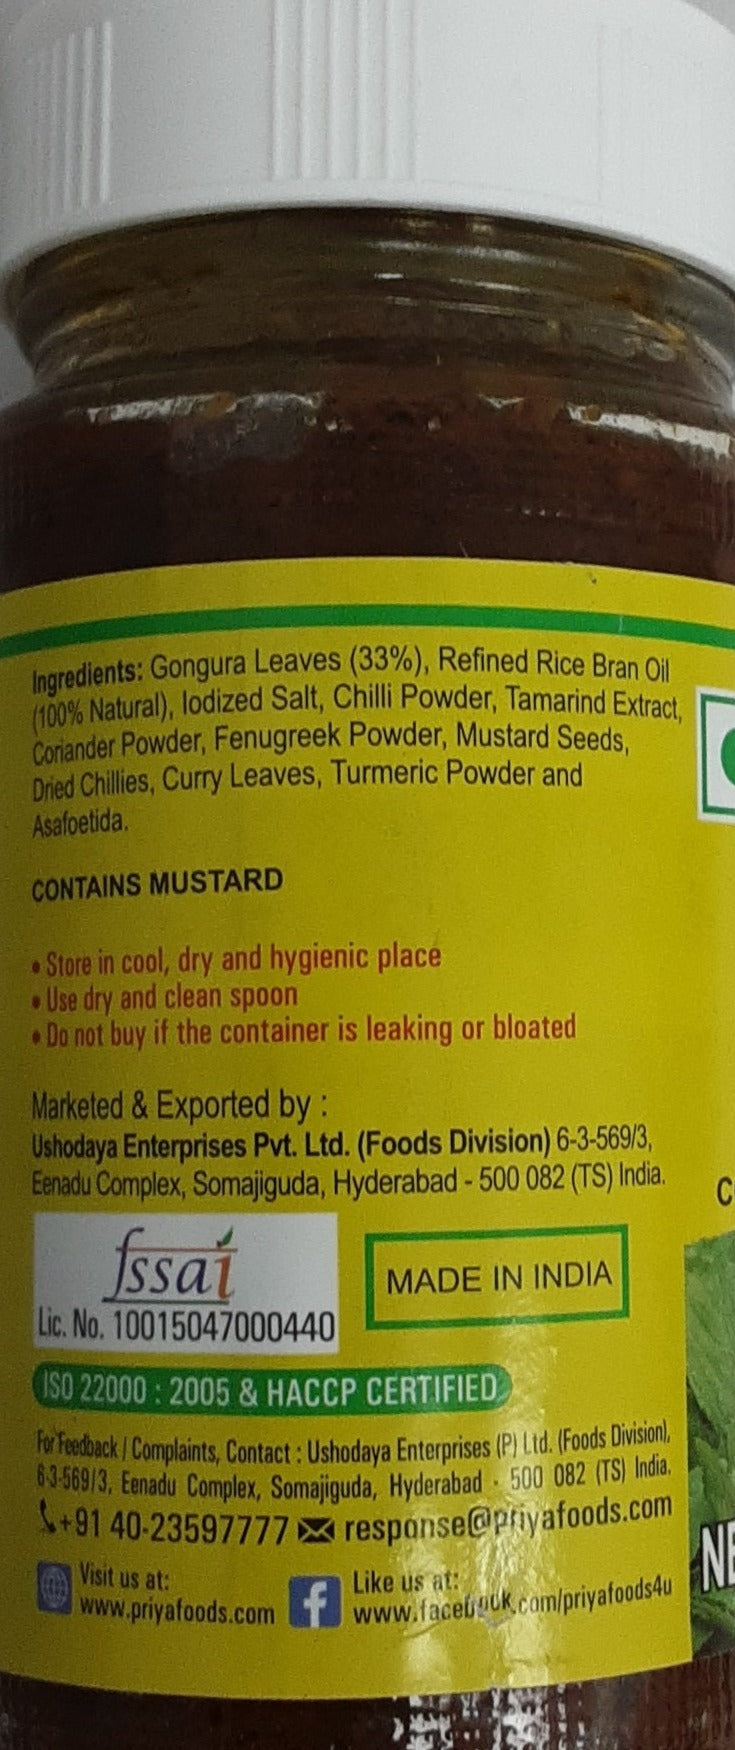 Ingredients: Gongura Leaves (33%), Refined Rice Bran Oil
(100% Natural), Iodized Salt, Chilli Powder, Tamarind Extract,
Coriander Powder, Fenugreek Powder, Mustard Seeds,
Dried Chillies, Curry Leaves, Turmeric Powder and
Asafoetida.
CONTAINS MUSTARD
• Store in cool, dry and hygienic place
• Use dry and clean spoon
• Do not buy if the container is leaking or bloated
Marketed & Exported by :
Ushodaya Enterprises Pvt. Ltd. (Foods Division) 6-3-569/3,
Eenadu Complex, Somajiguda, Hyderabad - 500 082 (TS) India.
fssai
Lic. No. 10015047000440
MADE IN INDIA
ISO 22000 : 2005 & HACCP CERTIFIED
For Feedback / Complaints, Contact : Ushodaya Enterprises (P) Ltd. (Foods Division),
6-3-569/3, Eenadu Complex, Somajiguda, Hyderabad - 500 082 (TS) India.
+91 40-23597777 response@priyafoods.com
Visit us at:
www.priyafoods.com
Like us at:
www.facebook.com/priyafoods4u